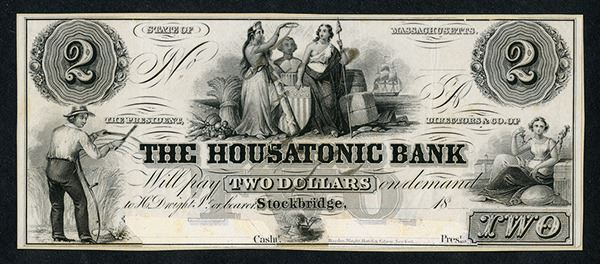 2
STATE OF
MASSACHUSETTS.
2
No
THE PRESIDENT,
DIRECTORS & CO. OF
THE HOUSATONIC BANK
Will pay TWO DOLLARS on demand
to H. Dwight Jr or bearer
Stockbridge,
18
TWO
Cash.r
Pres.t